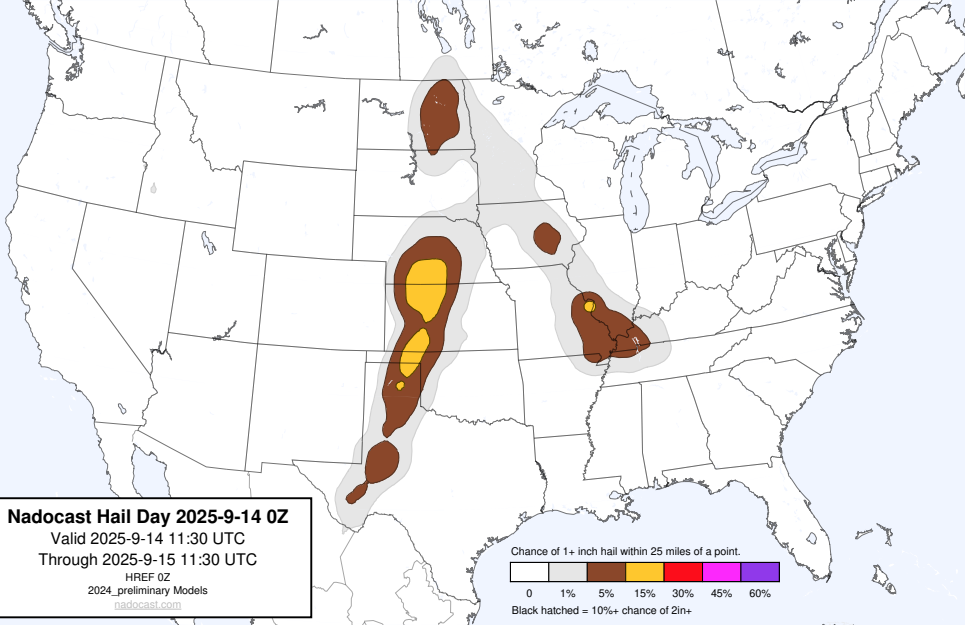 Nadocast Hail Day 2025-9-14 0Z
Valid 2025-9-14 11:30 UTC
Through 2025-9-15 11:30 UTC
HREF 0Z
2024_preliminary Models
nadocast.com
Chance of 1+ inch hail within 25 miles of a point.
0 1% 5% 15% 30% 45% 60%
Black hatched = 10%+ chance of 2in+